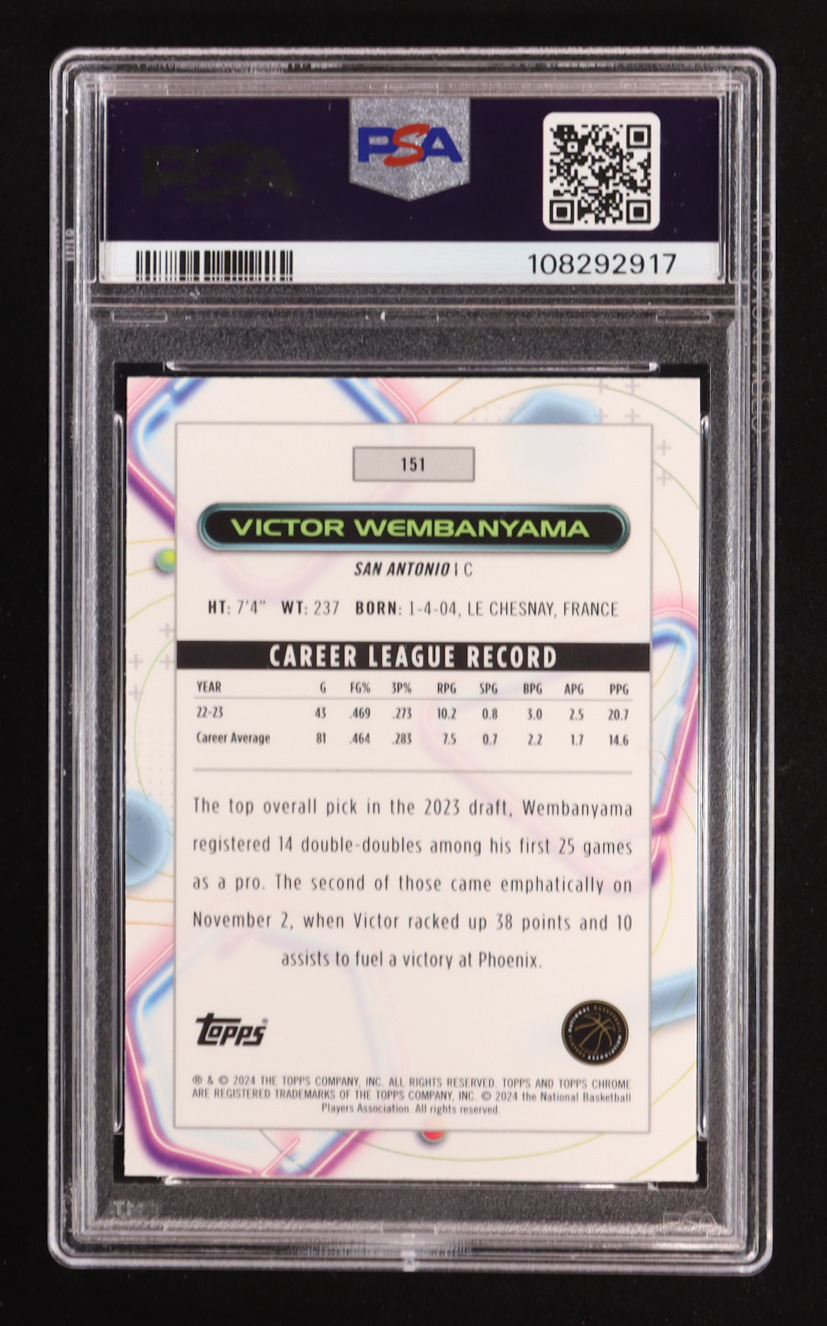 PSA
PSA
108292917
151
VICTOR WEMBANYAMA
SAN ANTONIO | C
HT: 7'4" WT: 237 BORN: 1-4-04, LE CHESNAY, FRANCE
CAREER LEAGUE RECORD
YEAR G FG% 3P% RPG SPG BPG APG PPG
22-23 43 .469 .273 10.2 0.8 3.0 2.5 20.7
Career Average 81 .464 .283 7.5 0.7 2.2 1.7 14.6
The top overall pick in the 2023 draft, Wembanyama
registered 14 double-doubles among his first 25 games
as a pro. The second of those came emphatically on
November 2, when Victor racked up 38 points and 10
assists to fuel a victory at Phoenix.
Topps®
® & © 2024 THE TOPPS COMPANY, INC. ALL RIGHTS RESERVED. TOPPS AND TOPPS CHROME
ARE REGISTERED TRADEMARKS OF THE TOPPS COMPANY, INC. © 2024 the National Basketball
Players Association. All rights reserved.
PSA